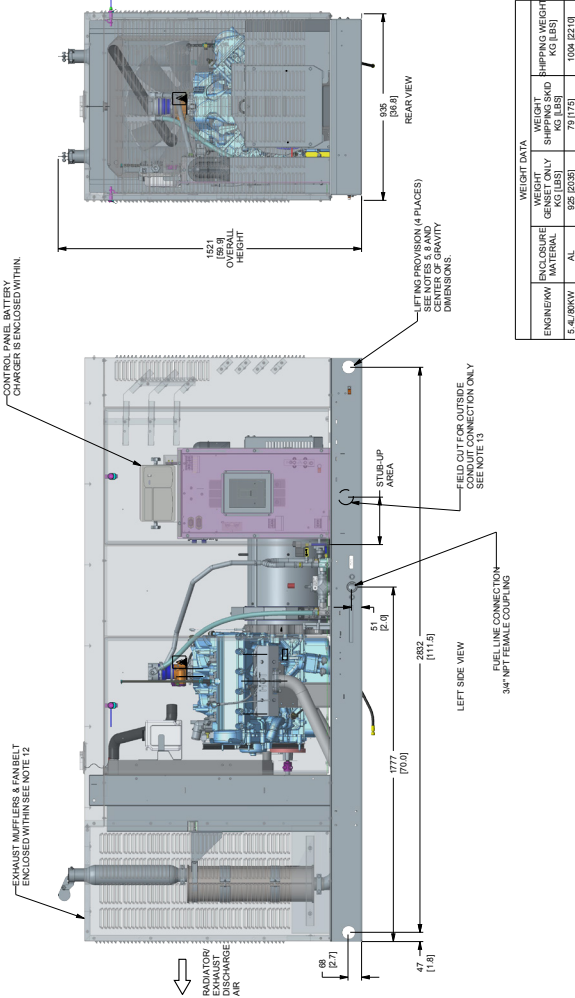 CONTROL PANEL BATTERY
CHARGER IS ENCLOSED WITHIN.
EXHAUST MUFFLERS & FAN BELT
ENCLOSED WITHIN SEE NOTE 12
RADIATOR/
EXHAUST
DISCHARGE
AIR
1521
[59.9]
OVERALL
HEIGHT
935
[36.8]
REAR VIEW
LIFTING PROVISION (4 PLACES)
SEE NOTES 5, 8 AND
CENTER OF GRAVITY
DIMENSIONS.
STUB-UP
AREA
FIELD CUT FOR OUTSIDE
CONDUIT CONNECTION ONLY
SEE NOTE 13
51
[2.0]
68
[2.7]
47
[1.8]
1777
[70.0]
2832
[111.5]
LEFT SIDE VIEW
FUEL LINE CONNECTION
3/4" NPT FEMALE COUPLING
WEIGHT DATA
ENGINE/KW
ENCLOSURE
MATERIAL
WEIGHT
GENSET ONLY
KG [LBS]
WEIGHT
SHIPPING SKID
KG [LBS]
SHIPPING WEIGHT
KG [LBS]
5.4L/80KW
AL
925 [2035]
79 [175]
1004 [2210]